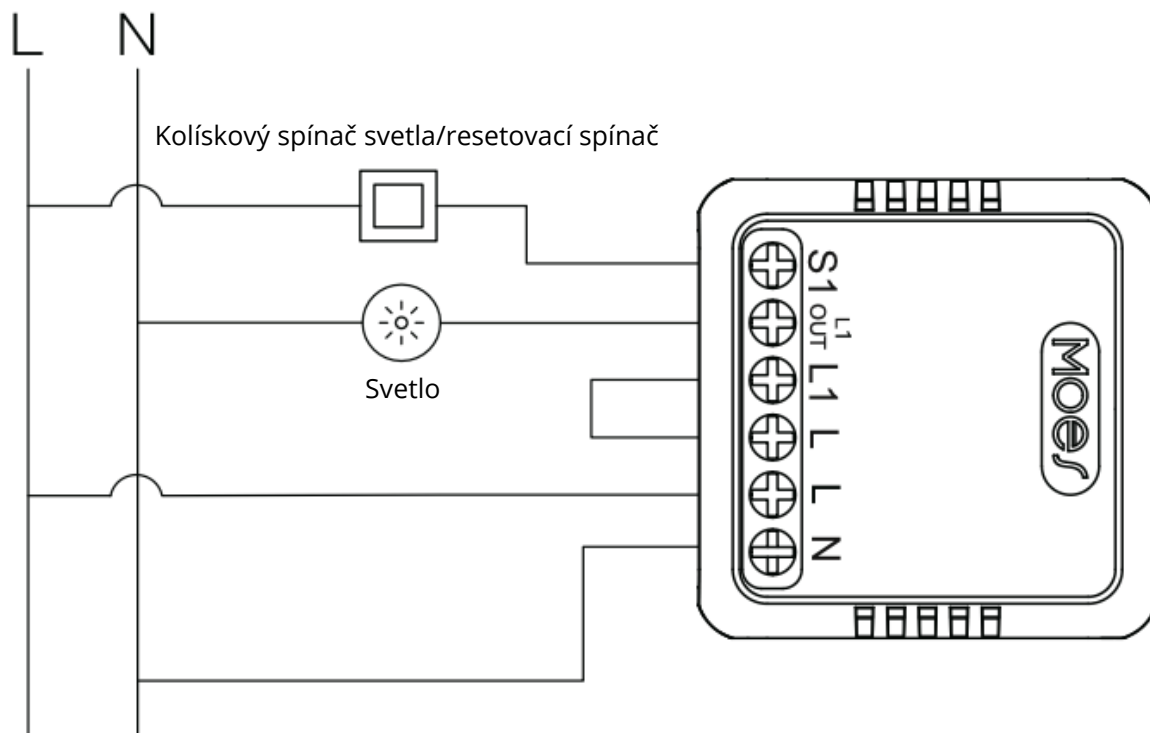 L N
Kolískový spínač svetla/resetovací spínač
Svetlo
S1
L1
OUT
L1
L
L
N
Moes